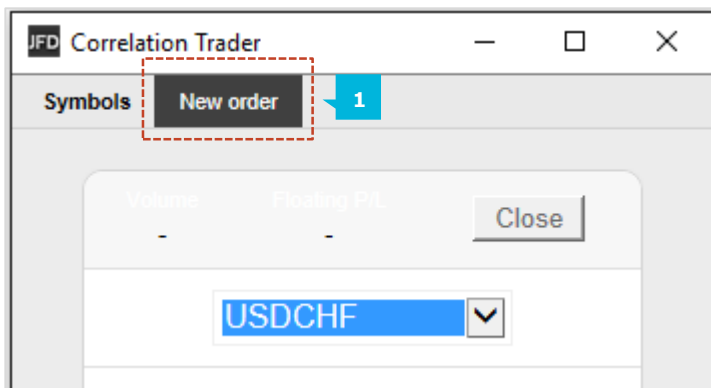 JFD Correlation Trader
Symbols New order 1
Volume Floating P/L Close
- -
USDCHF